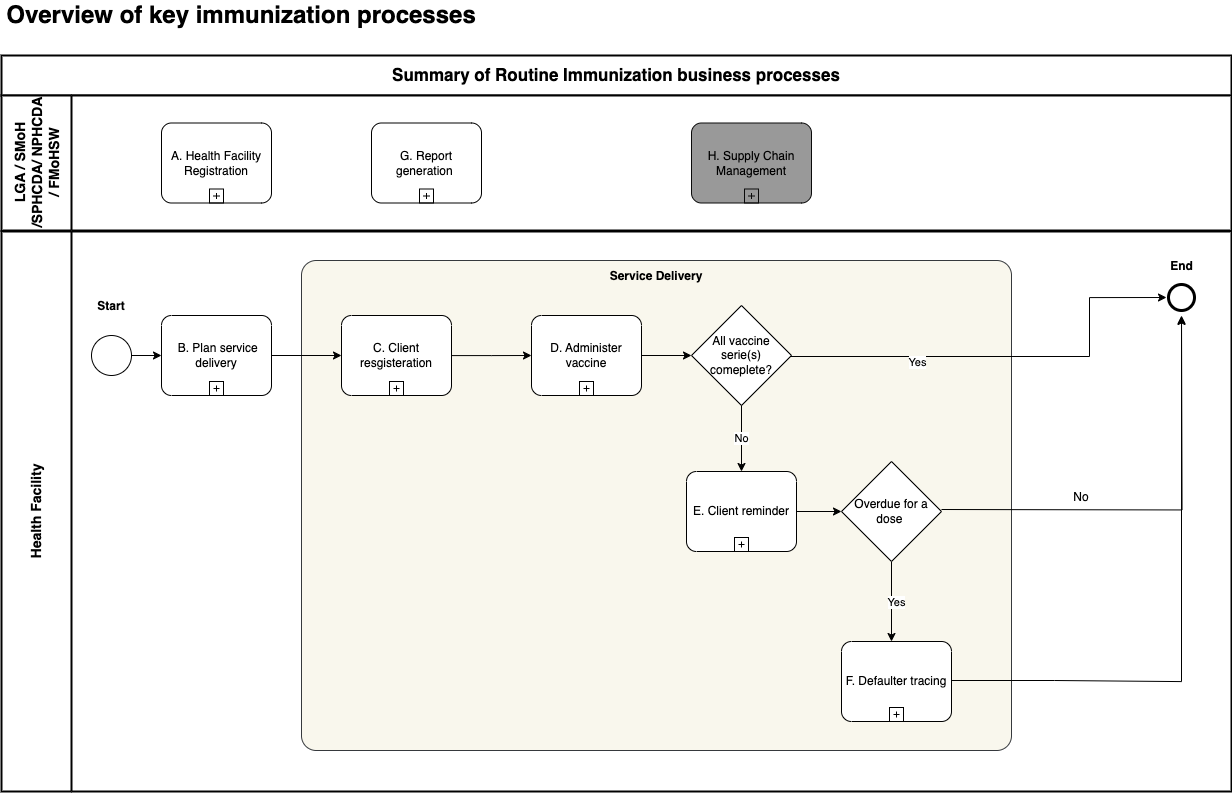 Overview of key immunization processes
Summary of Routine Immunization business processes
LGA / SMoH
/SPHCDA/ NPHCDA
/ FMoHSW
A. Health Facility
Registration
G. Report
generation
H. Supply Chain
Management
Health Facility
Service Delivery
Start
End
B. Plan service
delivery
C. Client
resgisteration
D. Administer
vaccine
All vaccine
serie(s)
comeplete?
Yes
No
E. Client reminder
Overdue for a
dose
No
Yes
F. Defaulter tracing